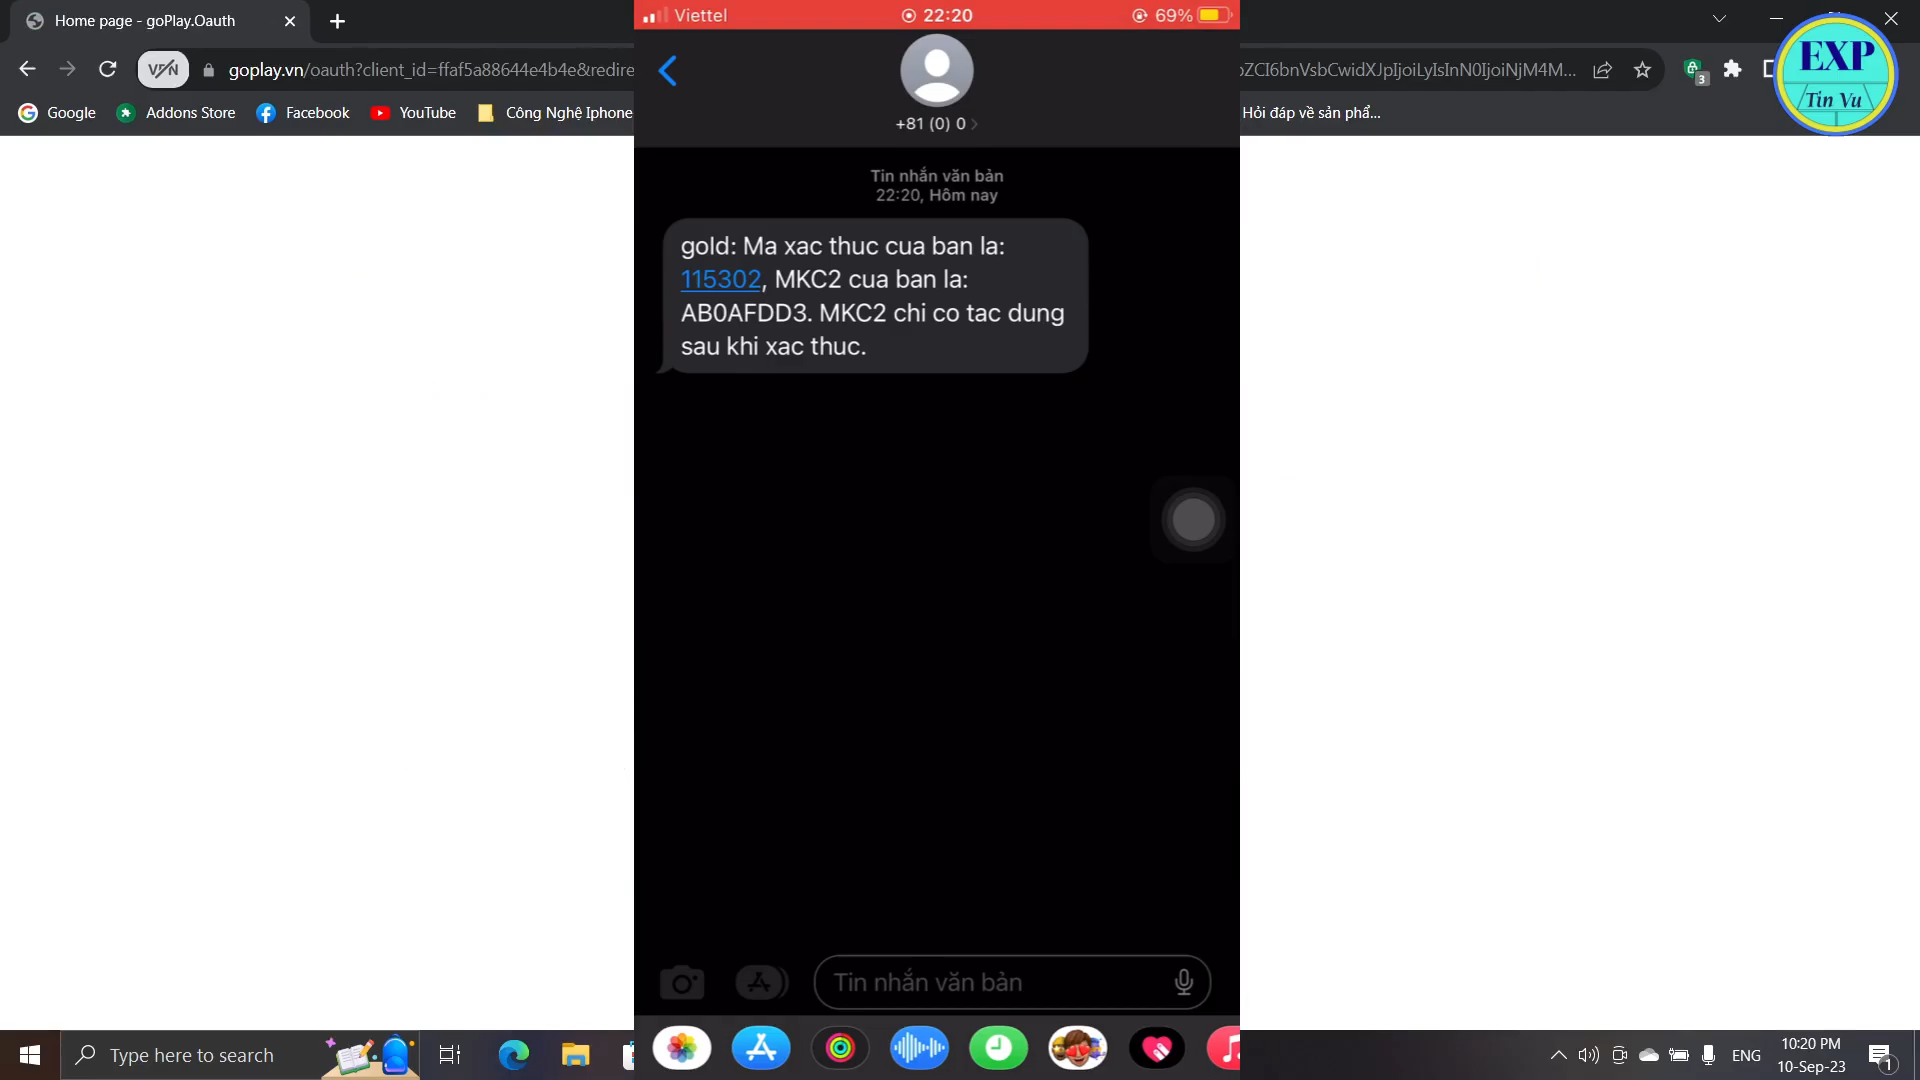 Home page - goPlay.Oauth
Viettel
22:20
69%
EXP
Tin Vu
VPN
goplay.vn/oauth?client_id=ffaf5a88644e4b4e&redire
3
Google
Addons Store
Facebook
YouTube
Công Nghệ Iphone
Hỏi đáp về sản phẩ...
+81 (0) 0
Tin nhắn văn bản
22:20, Hôm nay
gold: Ma xac thuc cua ban la:
115302, MKC2 cua ban la:
AB0AFDD3. MKC2 chi co tac dung
sau khi xac thuc.
Tin nhắn văn bản
Type here to search
ENG
10:20 PM
10-Sep-23
1